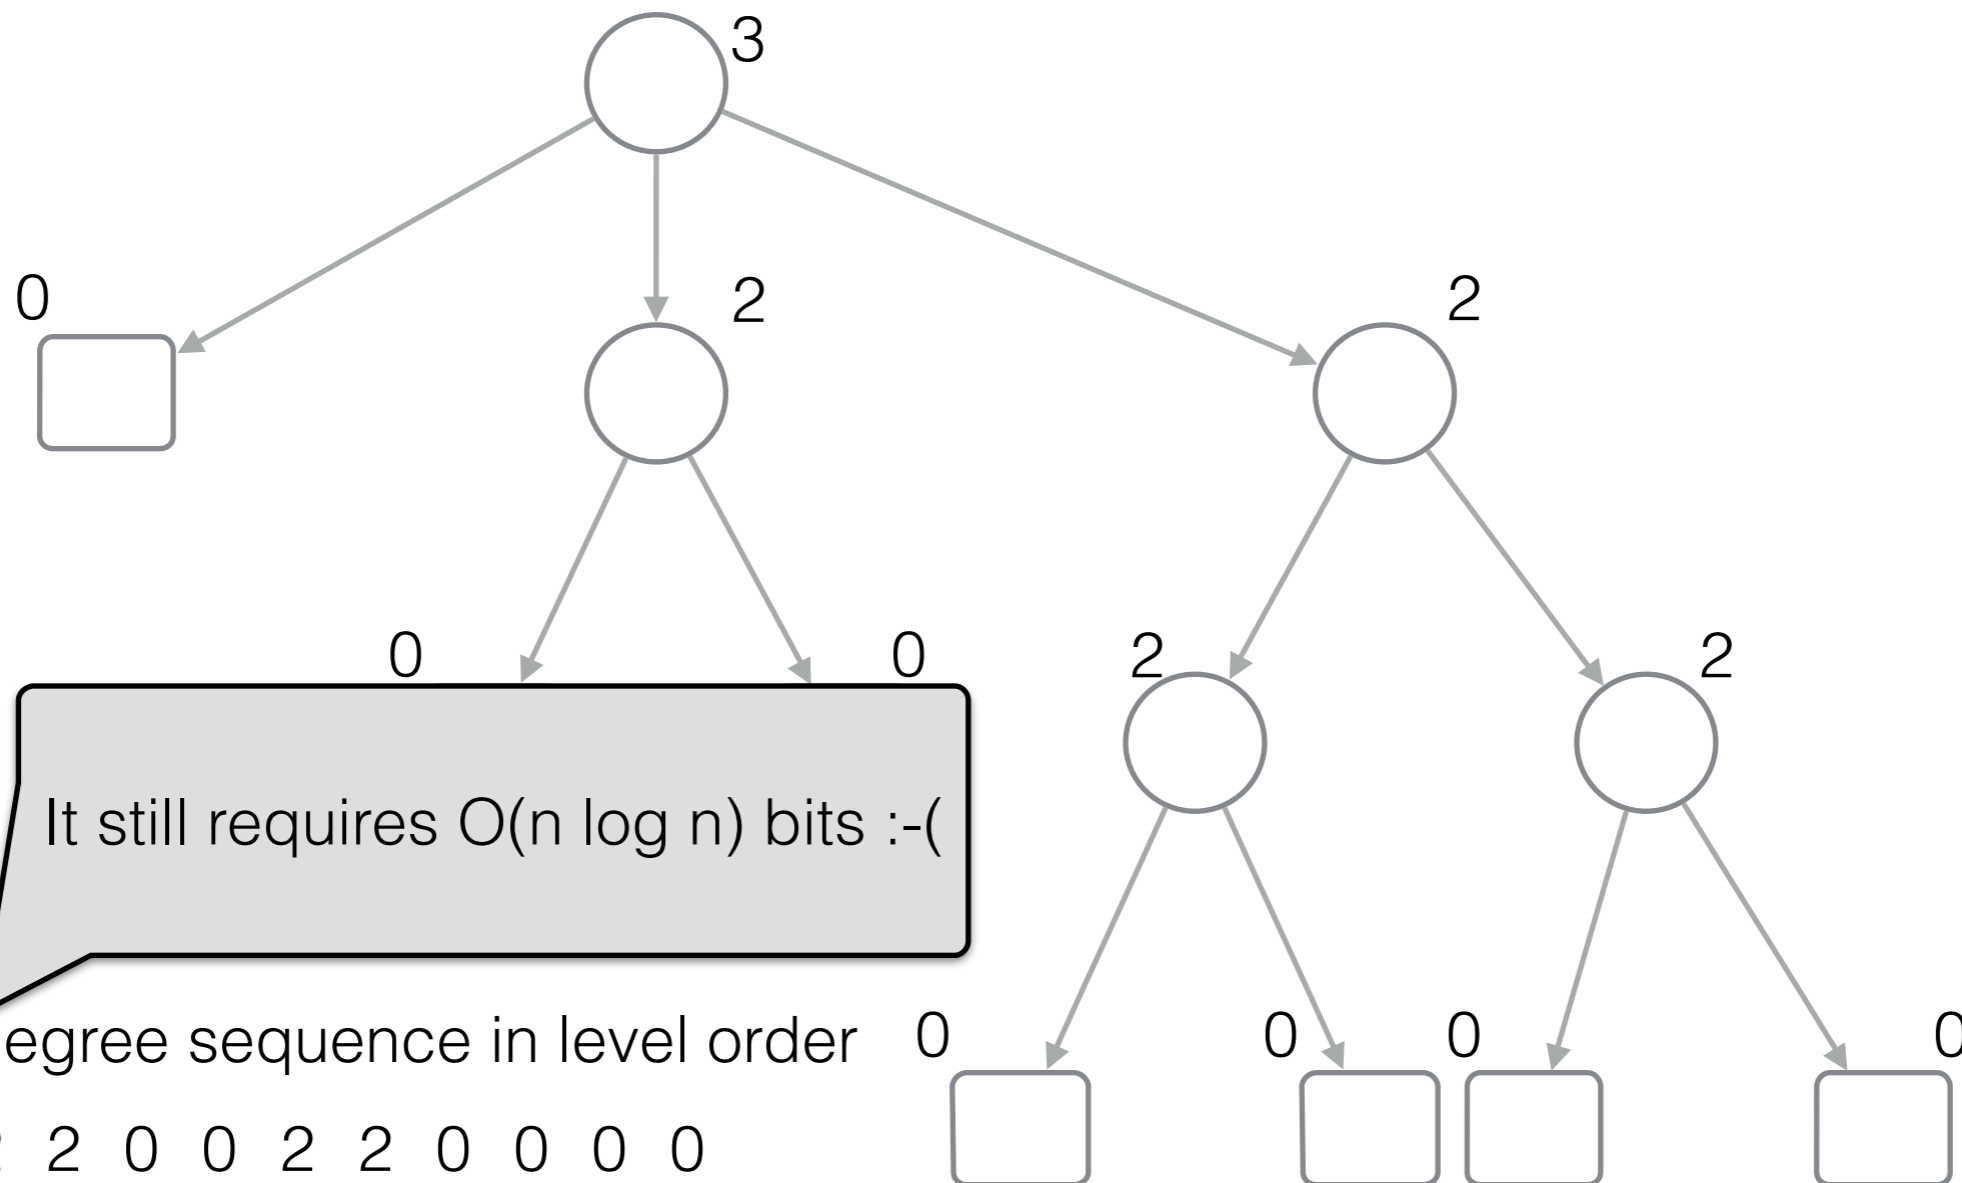 3
0 2 2
0 0 2 2
It still requires O(n log n) bits :-(
egree sequence in level order
0 0 0 0
2 0 0 2 2 0 0 0 0